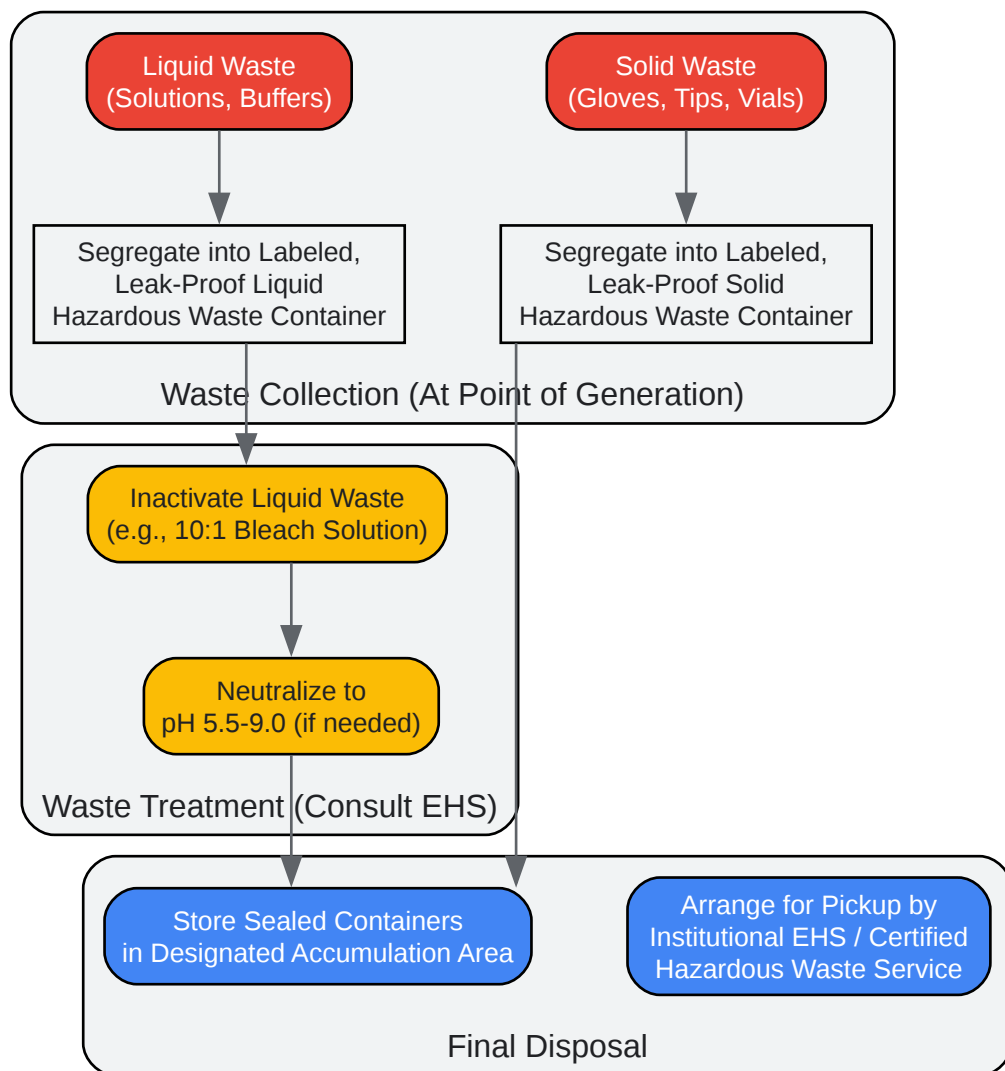 Liquid Waste
(Solutions, Buffers)
Solid Waste
(Gloves, Tips, Vials)
Segregate into Labeled,
Leak-Proof Liquid
Hazardous Waste Container
Segregate into Labeled,
Leak-Proof Solid
Hazardous Waste Container
Waste Collection (At Point of Generation)
Inactivate Liquid Waste
(e.g., 10:1 Bleach Solution)
Neutralize to
pH 5.5-9.0 (if needed)
Waste Treatment (Consult EHS)
Store Sealed Containers
in Designated Accumulation Area
Arrange for Pickup by
Institutional EHS / Certified
Hazardous Waste Service
Final Disposal